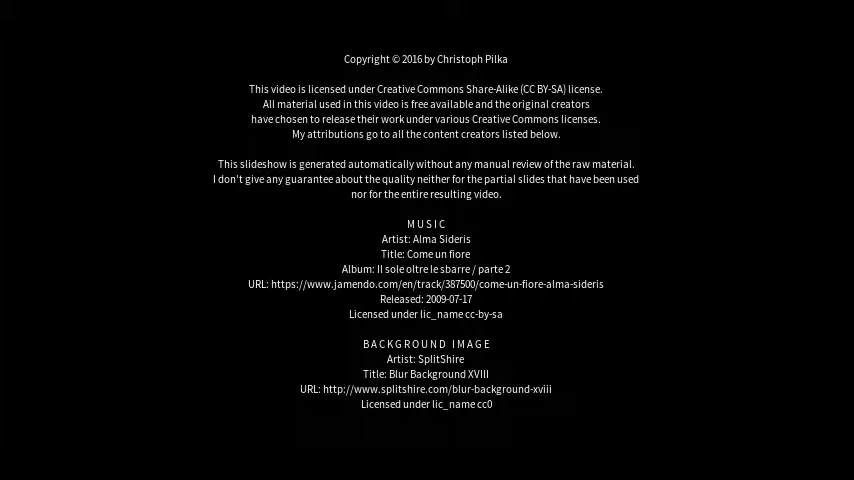 Copyright © 2016 by Christoph Pilka
This video is licensed under Creative Commons Share-Alike (CC BY-SA) license.
All material used in this video is free available and the original creators
have chosen to release their work under various Creative Commons licenses.
My attributions go to all the content creators listed below.
This slideshow is generated automatically without any manual review of the raw material.
I don't give any guarantee about the quality neither for the partial slides that have been used
nor for the entire resulting video.
MUSIC
Artist: Alma Sideris
Title: Come un fiore
Album: Il sole oltre le sbarre / parte 2
URL: https://www.jamendo.com/en/track/387500/come-un-fiore-alma-sideris
Released: 2009-07-17
Licensed under lic_name cc-by-sa
BACKGROUND IMAGE
Artist: SplitShire
Title: Blur Background XVIII
URL: http://www.splitshire.com/blur-background-xviii
Licensed under lic_name cc0